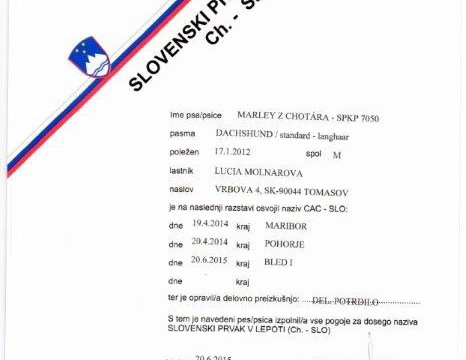 SLOVENSKI PRV
Ch. - S
Ime psa/psice MARLEY Z CHOTÁRA - SPKP 7050
pasma DACHSHUND / standard - langhaar
poležen 17.1.2012 spol M
lastnik LUCIA MOLNAROVA
naslov VRBOVA 4, SK-90044 TOMASOV
je na naslednji razstavi osvojil naziv CAC - SLO:
dne 19.4.2014 kraj MARIBOR
dne 20.4.2014 kraj POHORJE
dne 20.6.2015 kraj BLED I
dne kraj
ter je opravil/a delovno preizkušnjo: DEL. POTRDILO
S tem je navedeni pes/psica izpolnil/a vse pogoje za dosego naziva
SLOVENSKI PRVAK V LEPOTI (Ch. - SLO)
20.6.2015